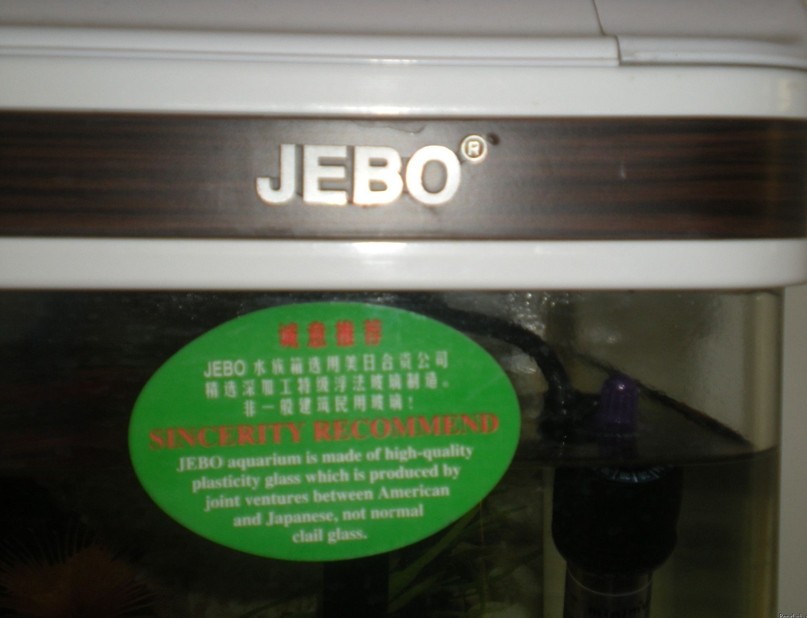 JEBO®
诚意推荐
JEBO 水族箱选用美日合资公司
精选深加工特级浮法玻璃制造。
非一般建筑民用玻璃!
SINCERITY RECOMMEND
JEBO aquarium is made of high-quality
plasticity glass which is produced by
joint ventures between American
and Japanese, not normal
clail glass.